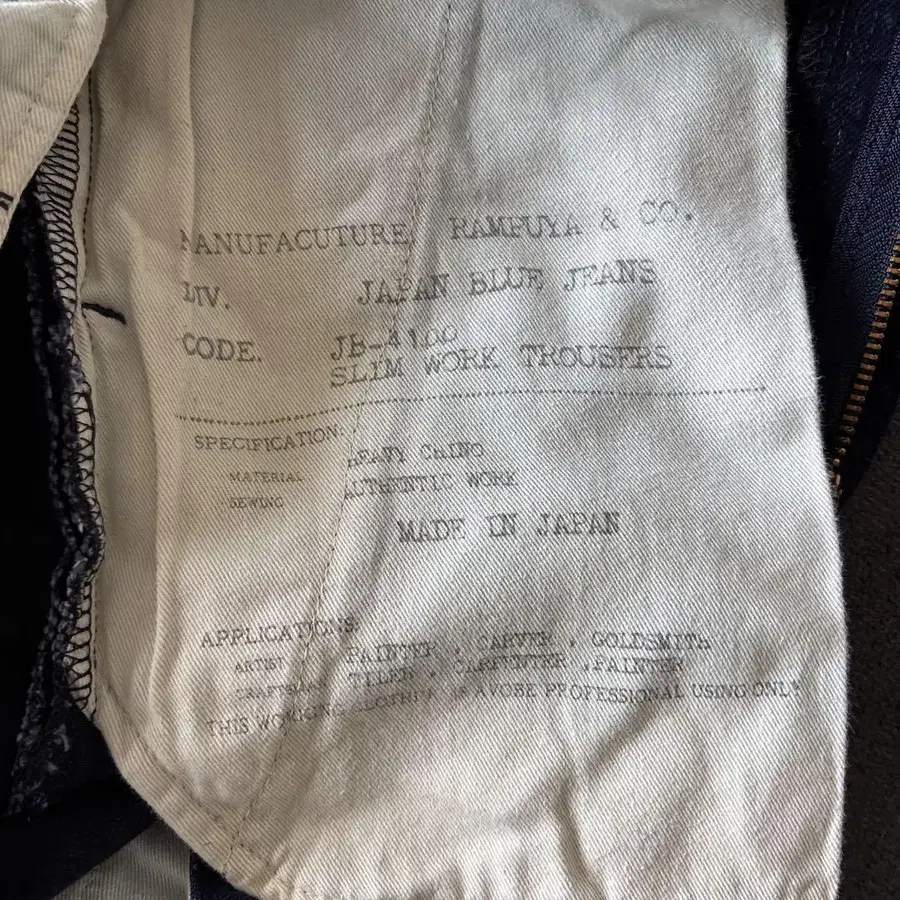 MANUFACUTURE. RAMPUYA & CO.
DIV. JAPAN BLUE JEANS
CODE. JB-4100
SLIM WORK TROUSERS
SPECIFICATION:
MATERIAL HEAVY CHINO
SEWING AUTHENTIC WORK
MADE IN JAPAN
APPLICATIONS:
ARTIST PAINTER , CARVER , GOLDSMITH
CRAFTSMAN TILER , CARPENTER , PAINTER
THIS WORKING CLOTHES AVOBE PROFESSIONAL USING ONLY